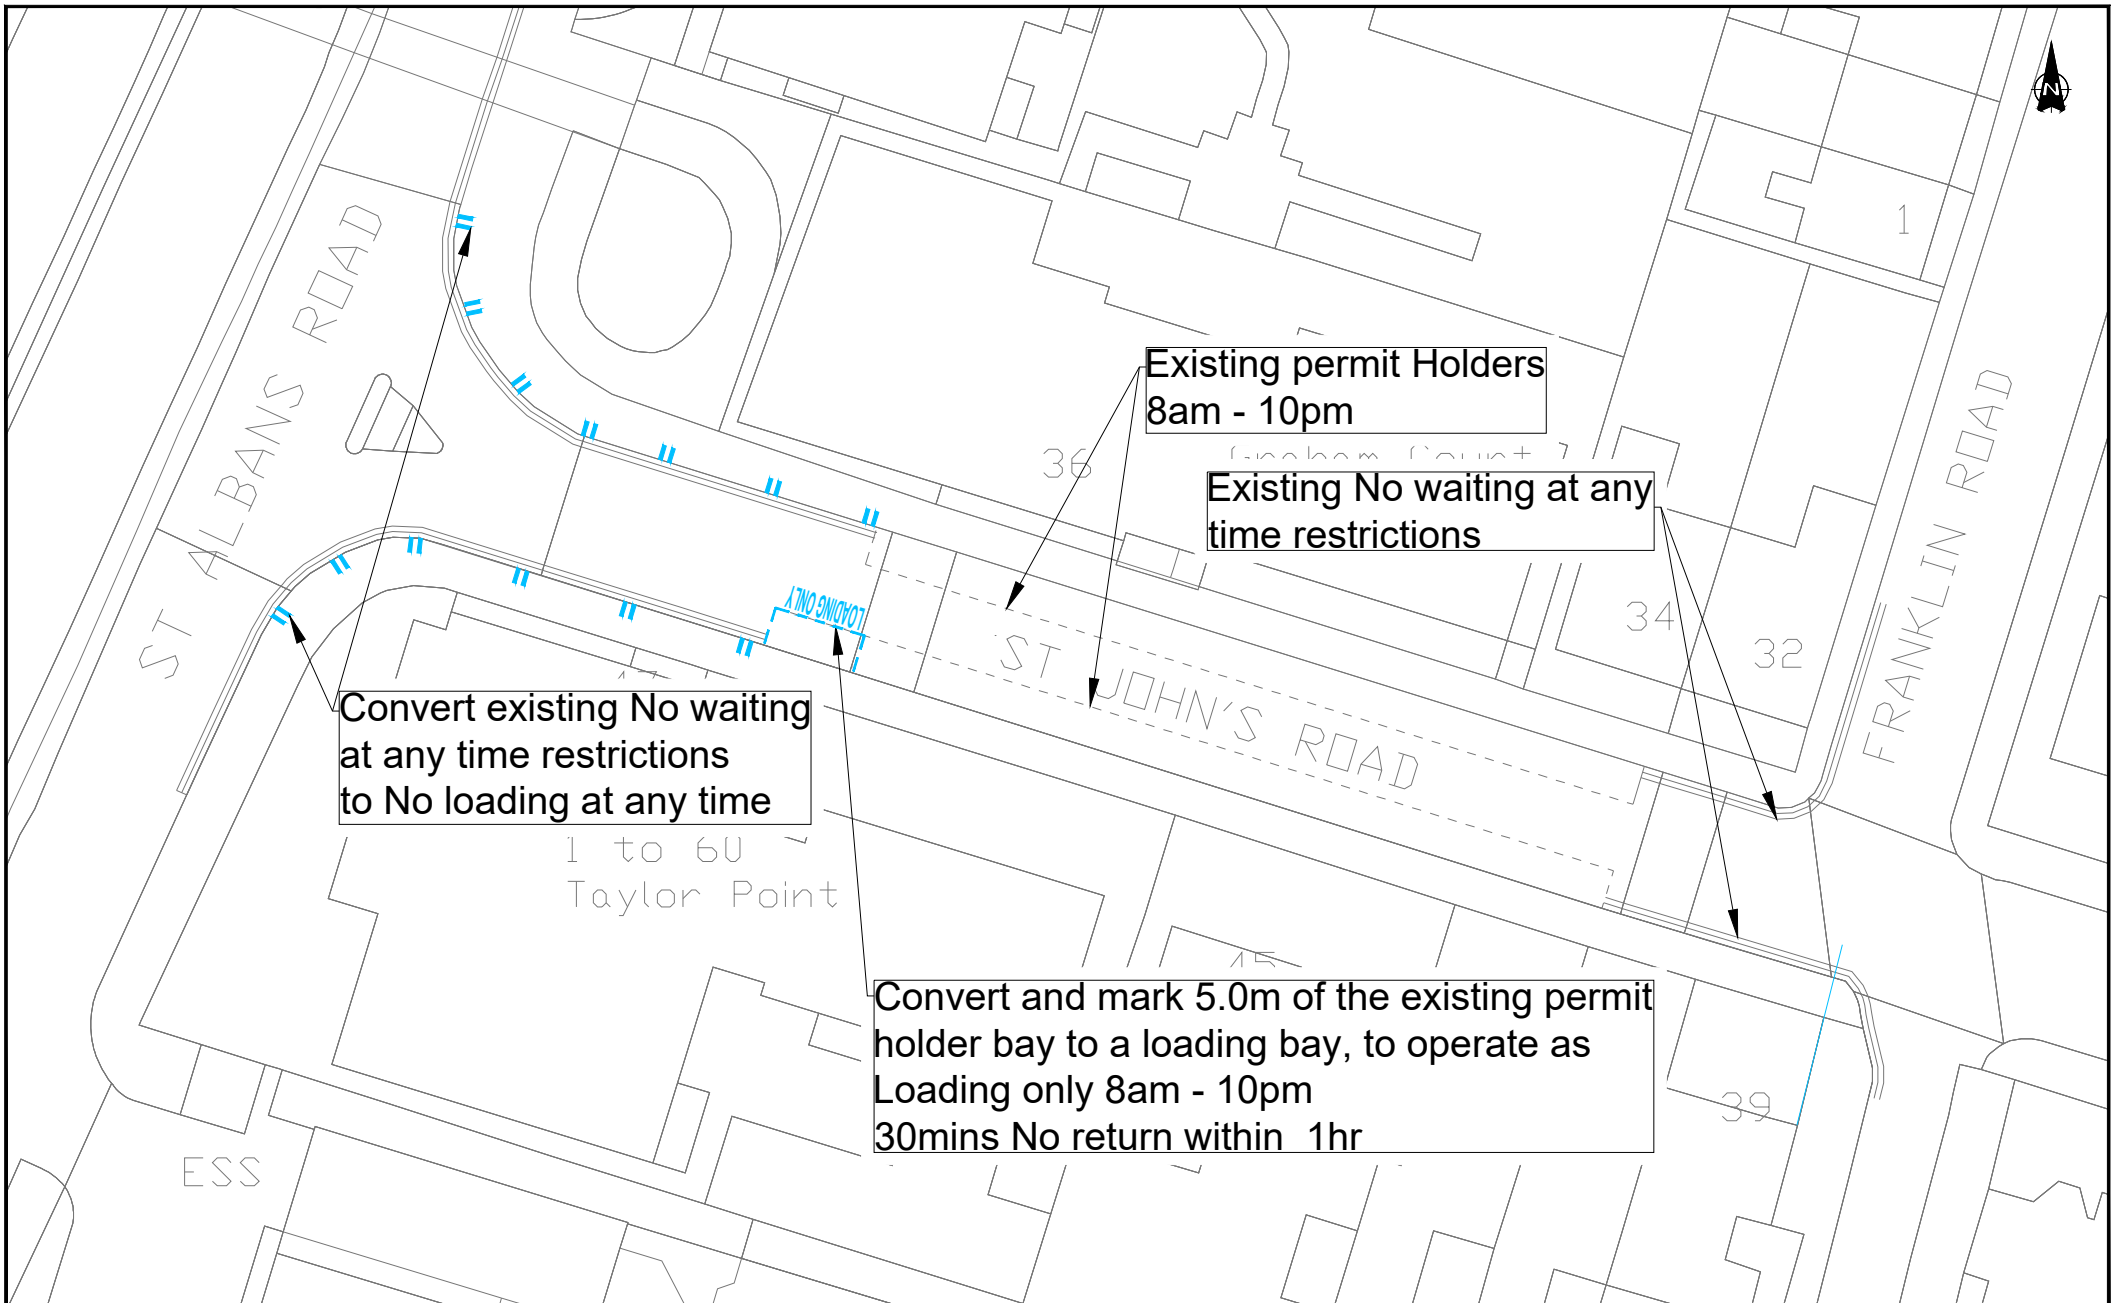 N
1
ST ALBANS ROAD
Existing permit Holders
8am - 10pm
36
Existing No waiting at any
time restrictions
FRANKLIN ROAD
34
32
LOADING ONLY
ST JOHN'S ROAD
Convert existing No waiting
at any time restrictions
to No loading at any time
1 to 60
Taylor Point
45
Convert and mark 5.0m of the existing permit
holder bay to a loading bay, to operate as
Loading only 8am - 10pm
30mins No return within 1hr
39
ESS